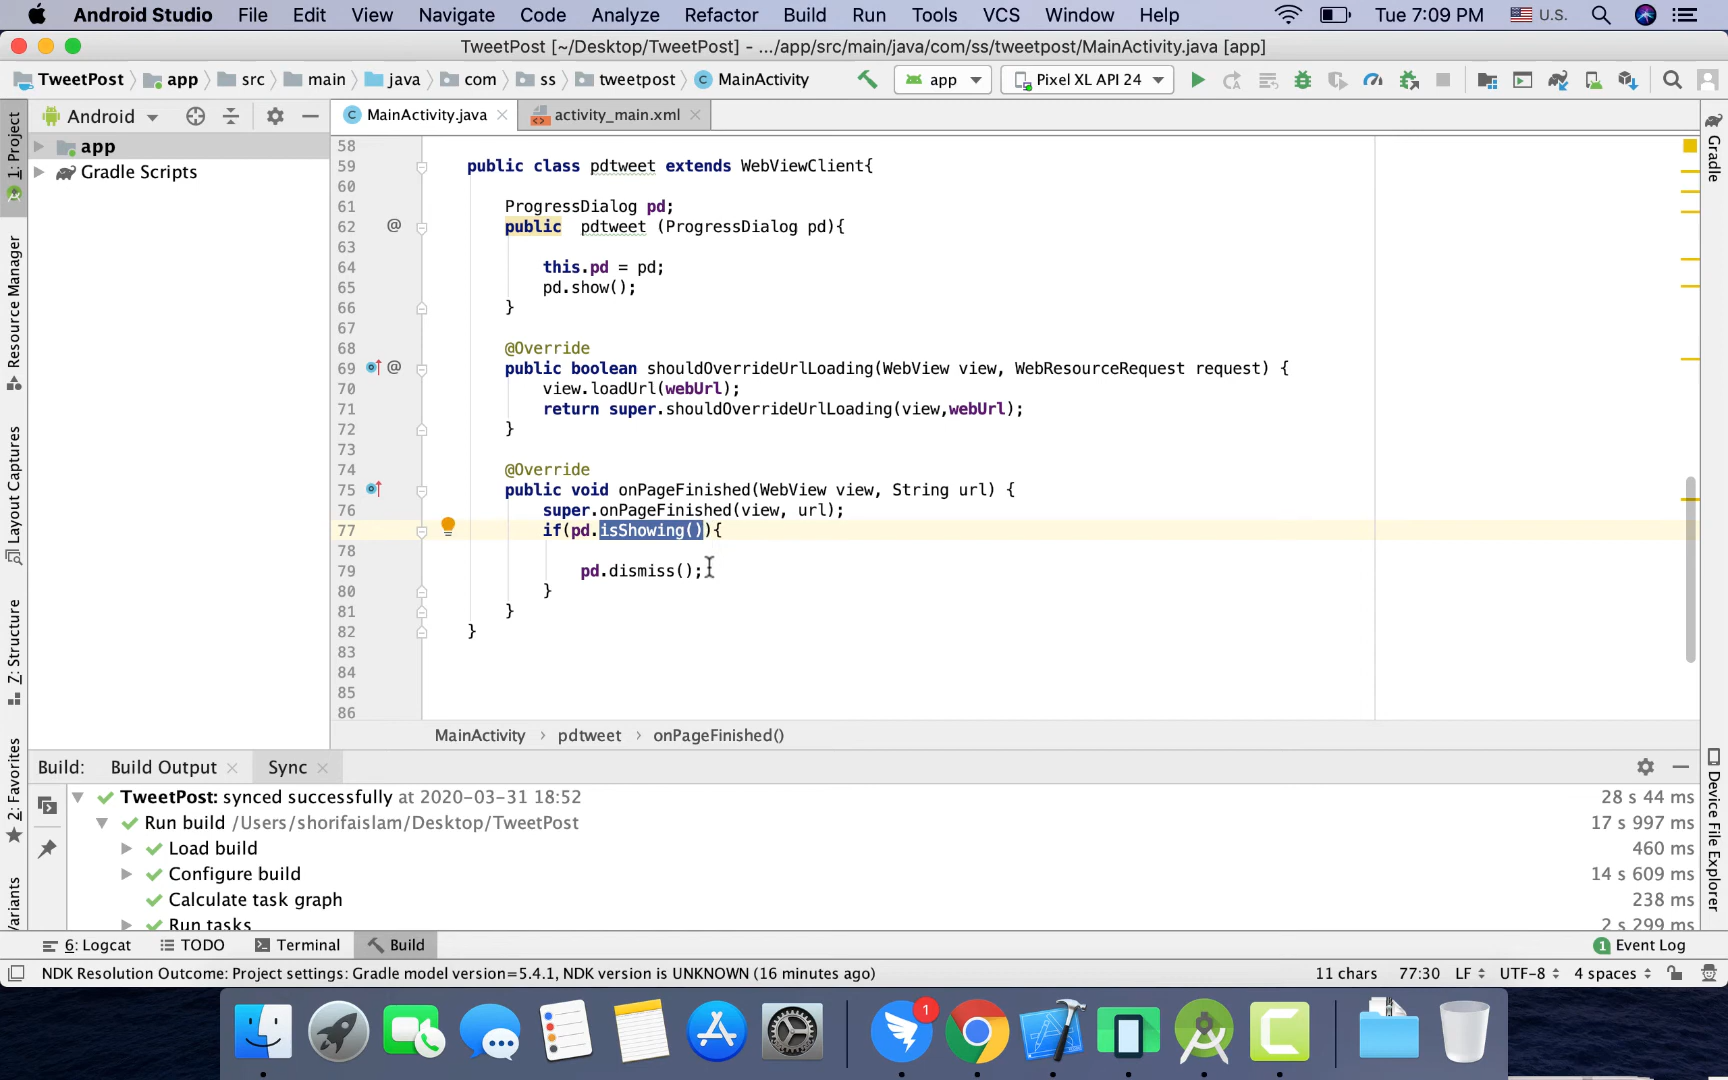 Android Studio File Edit View Navigate Code Analyze Refactor Build Run Tools VCS Window Help Tue 7:09 PM U.S.
TweetPost [~/Desktop/TweetPost] - .../app/src/main/java/com/ss/tweetpost/MainActivity.java [app]
TweetPost app src main java com ss tweetpost MainActivity app Pixel XL API 24
Android MainActivity.java activity_main.xml
1: Project
Resource Manager
Layout Captures
Z: Structure
2: Favorites
Variants
app
Gradle Scripts
58
59 public class pdtweet extends WebViewClient{
60
61 ProgressDialog pd;
62 @ public pdtweet (ProgressDialog pd){
63
64 this.pd = pd;
65 pd.show();
66 }
67
68 @Override
69 @ public boolean shouldOverrideUrlLoading(WebView view, WebResourceRequest request) {
70 view.loadUrl(webUrl);
71 return super.shouldOverrideUrlLoading(view,webUrl);
72 }
73
74 @Override
75 public void onPageFinished(WebView view, String url) {
76 super.onPageFinished(view, url);
77 if(pd.isShowing()){
78
79 pd.dismiss();
80 }
81 }
82 }
83
84
85
86
Gradle
Device File Explorer
MainActivity › pdtweet › onPageFinished()
Build: Build Output Sync
TweetPost: synced successfully at 2020-03-31 18:52 28 s 44 ms
Run build /Users/shorifaislam/Desktop/TweetPost 17 s 997 ms
Load build 460 ms
Configure build 14 s 609 ms
Calculate task graph 238 ms
Run tasks 2 s 299 ms
6: Logcat TODO Terminal Build 1 Event Log
NDK Resolution Outcome: Project settings: Gradle model version=5.4.1, NDK version is UNKNOWN (16 minutes ago) 11 chars 77:30 LF UTF-8 4 spaces
1